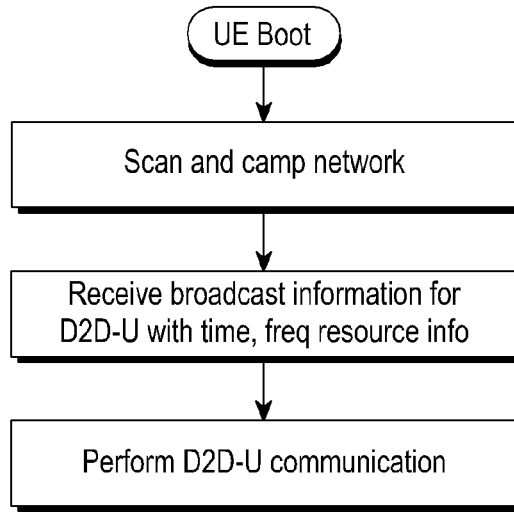 UE Boot
Scan and camp network
Receive broadcast information for
D2D-U with time, freq resource info
Perform D2D-U communication